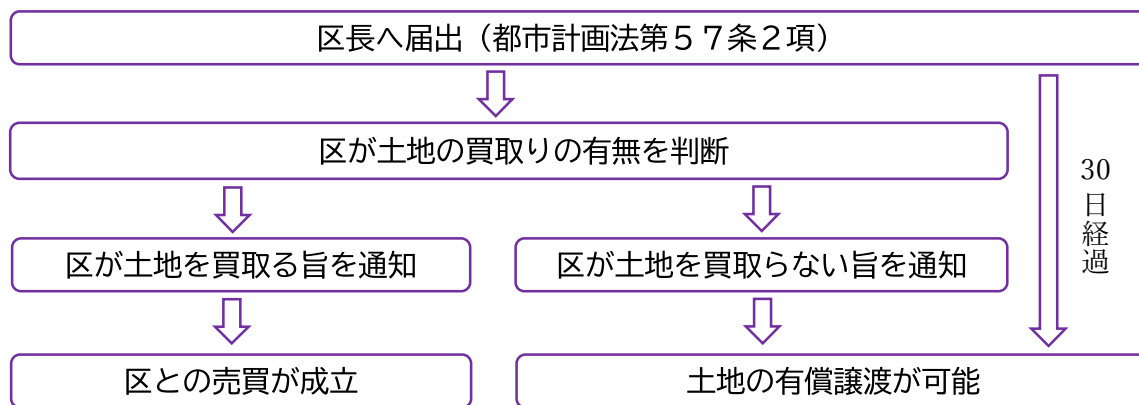 区長へ届出（都市計画法第５７条２項）
区が土地の買取りの有無を判断
30日経過
区が土地を買取る旨を通知
区が土地を買取らない旨を通知
区との売買が成立
土地の有償譲渡が可能